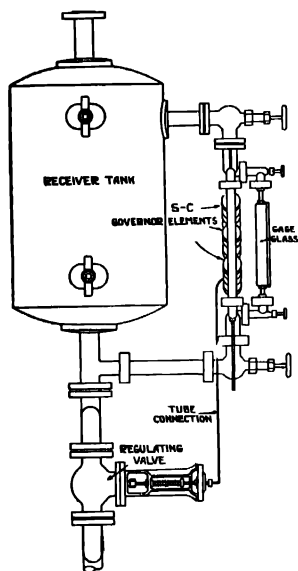 RECEIVER TANK
S-C
GOVERNOR ELEMENTS
GAGE
GLASS
TUBE
CONNECTION
REGULATING
VALVE